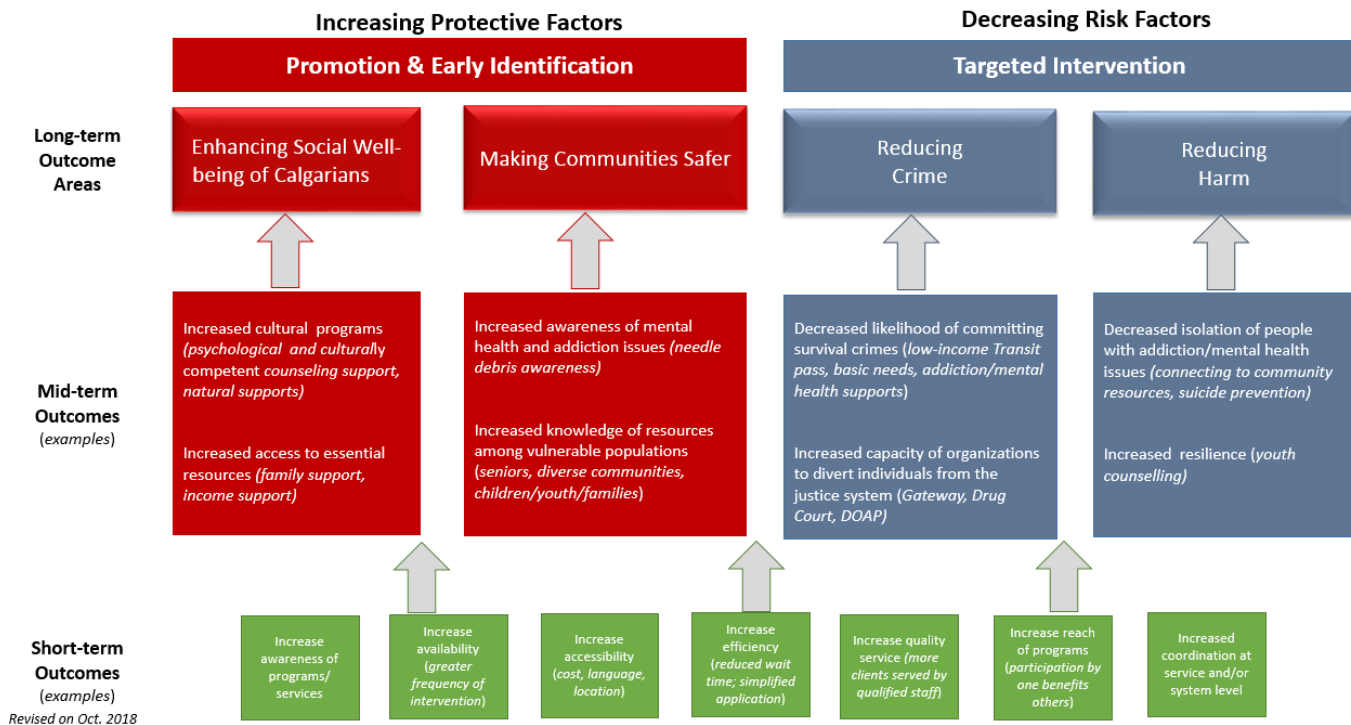 Increasing Protective Factors
Decreasing Risk Factors
Promotion & Early Identification
Targeted Intervention
Long-term
Outcome
Areas
Enhancing Social Well-
being of Calgarians
Making Communities Safer
Reducing
Crime
Reducing
Harm
Mid-term
Outcomes
(examples)
Increased cultural programs
(psychological and culturally
competent counseling support,
natural supports)
Increased access to essential
resources (family support,
income support)
Increased awareness of mental
health and addiction issues (needle
debris awareness)
Increased knowledge of resources
among vulnerable populations
(seniors, diverse communities,
children/youth/families)
Decreased likelihood of committing
survival crimes (low-income Transit
pass, basic needs, addiction/mental
health supports)
Increased capacity of organizations
to divert individuals from the
justice system (Gateway, Drug
Court, DOAP)
Decreased isolation of people
with addiction/mental health
issues (connecting to community
resources, suicide prevention)
Increased resilience (youth
counselling)
Short-term
Outcomes
(examples)
Revised on Oct. 2018
Increase
awareness of
programs/
services
Increase
availability
(greater
frequency of
intervention)
Increase
accessibility
(cost, language,
location)
Increase
efficiency
(reduced wait
time; simplified
application)
Increase quality
service (more
clients served by
qualified staff)
Increase reach
of programs
(participation by
one benefits
others)
Increased
coordination at
service and/or
system level